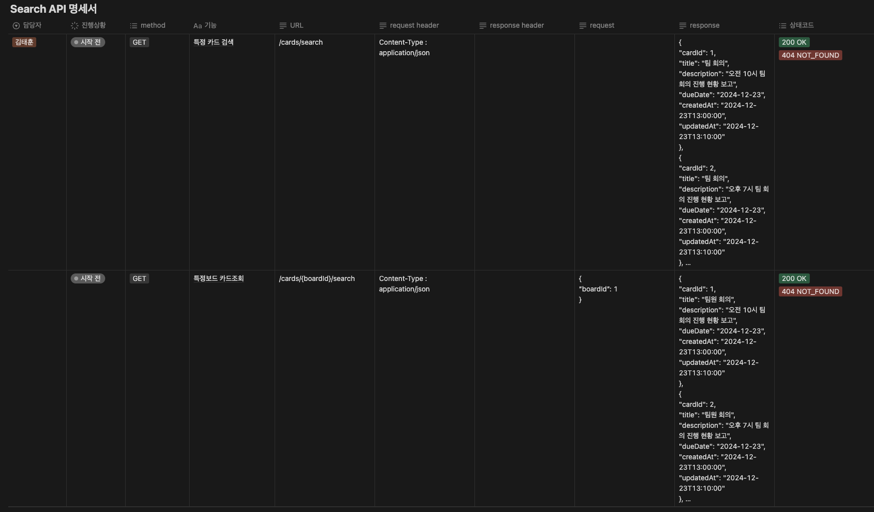 Search API 명세서
담당자 진행상황 method Aa 기능 URL request header response header request response 상태코드
김태훈 시작 전 GET 특정 카드 검색 /cards/search Content-Type : { 200 OK
application/json "cardId": 1, 404 NOT_FOUND
"title": "팀 회의",
"description": "오전 10시 팀
회의 진행 현황 보고",
"dueDate": "2024-12-23",
"createdAt": "2024-12-
23T13:00:00",
"updatedAt": "2024-12-
23T13:10:00"
},
{
"cardId": 2,
"title": "팀 회의",
"description": "오후 7시 팀 회
의 진행 현황 보고",
"dueDate": "2024-12-23",
"createdAt": "2024-12-
23T13:00:00",
"updatedAt": "2024-12-
23T13:10:00"
}, ...
시작 전 GET 특정보드 카드조회 /cards/{boardId}/search Content-Type : { { 200 OK
application/json "boardId": 1 "cardId": 1, 404 NOT_FOUND
} "title": "팀원 회의",
"description": "오전 10시 팀
회의 진행 현황 보고",
"dueDate": "2024-12-23",
"createdAt": "2024-12-
23T13:00:00",
"updatedAt": "2024-12-
23T13:10:00"
},
{
"cardId": 2,
"title": "팀원 회의",
"description": "오후 7시 팀 회
의 진행 현황 보고",
"dueDate": "2024-12-23",
"createdAt": "2024-12-
23T13:00:00",
"updatedAt": "2024-12-
23T13:10:00"
}, ...